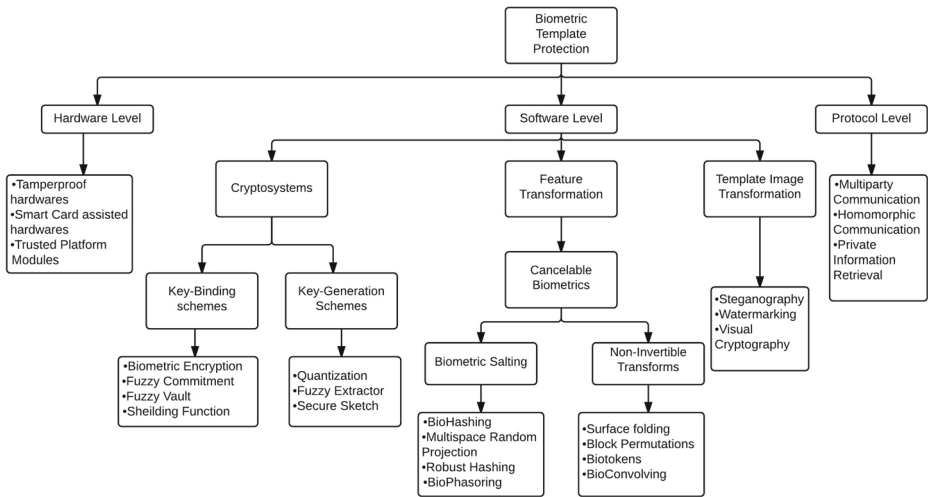 Biometric
Template
Protection
Hardware Level
Software Level
Protocol Level
Cryptosystems
Feature
Transformation
Template Image
Transformation
•Tamperproof
hardwares
•Smart Card assisted
hardwares
•Trusted Platform
Modules
•Multiparty
Communication
•Homomorphic
Communication
•Private
Information
Retrieval
Key-Binding
schemes
Key-Generation
Schemes
Cancelable
Biometrics
•Steganography
•Watermarking
•Visual
Cryptography
•Biometric Encryption
•Fuzzy Commitment
•Fuzzy Vault
•Sheilding Function
•Quantization
•Fuzzy Extractor
•Secure Sketch
Biometric Salting
Non-Invertible
Transforms
•BioHashing
•Multispace Random
Projection
•Robust Hashing
•BioPhasoring
•Surface folding
•Block Permutations
•Biotokens
•BioConvolving